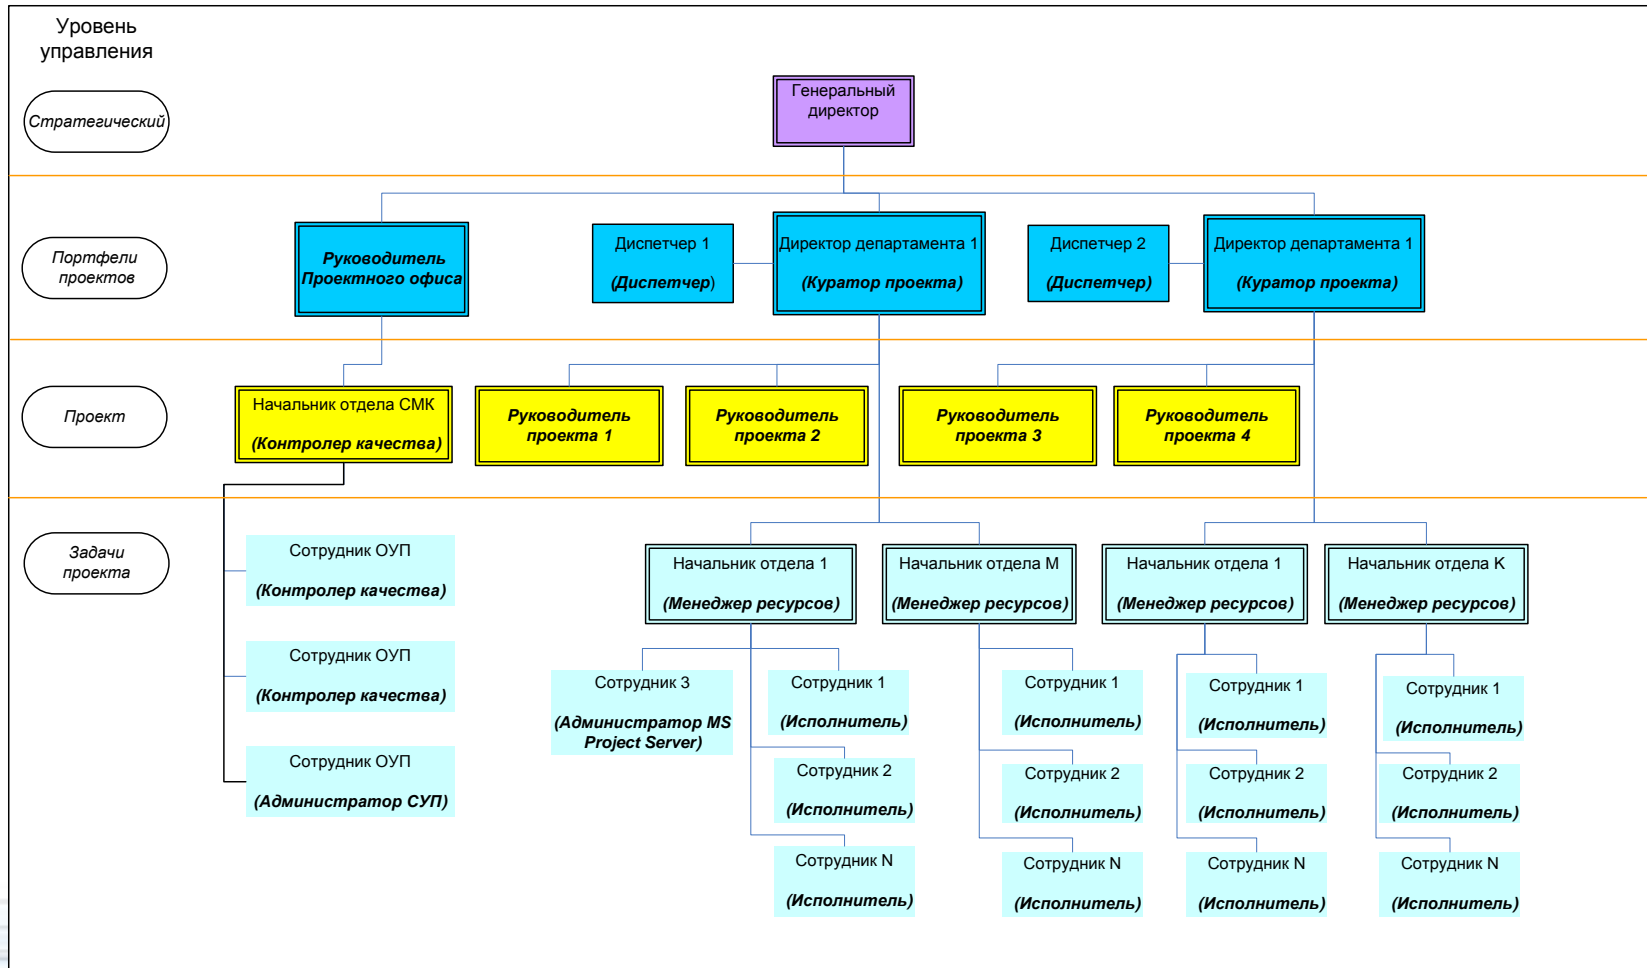 Уровень
управления
Стратегический
Генеральный
директор
Портфели
проектов
Руководитель
Проектного офиса
Диспетчер 1
(Диспетчер)
Директор департамента 1
(Куратор проекта)
Диспетчер 2
(Диспетчер)
Директор департамента 1
(Куратор проекта)
Проект
Начальник отдела СМК
(Контролер качества)
Руководитель
проекта 1
Руководитель
проекта 2
Руководитель
проекта 3
Руководитель
проекта 4
Задачи
проекта
Сотрудник ОУП
(Контролер качества)
Сотрудник ОУП
(Контролер качества)
Сотрудник ОУП
(Администратор СУП)
Начальник отдела 1
(Менеджер ресурсов)
Начальник отдела М
(Менеджер ресурсов)
Начальник отдела 1
(Менеджер ресурсов)
Начальник отдела K
(Менеджер ресурсов)
Сотрудник 3
(Администратор MS
Project Server)
Сотрудник 1
(Исполнитель)
Сотрудник 2
(Исполнитель)
Сотрудник N
(Исполнитель)
Сотрудник 1
(Исполнитель)
Сотрудник 2
(Исполнитель)
Сотрудник N
(Исполнитель)
Сотрудник 1
(Исполнитель)
Сотрудник 2
(Исполнитель)
Сотрудник N
(Исполнитель)
Сотрудник 1
(Исполнитель)
Сотрудник 2
(Исполнитель)
Сотрудник N
(Исполнитель)